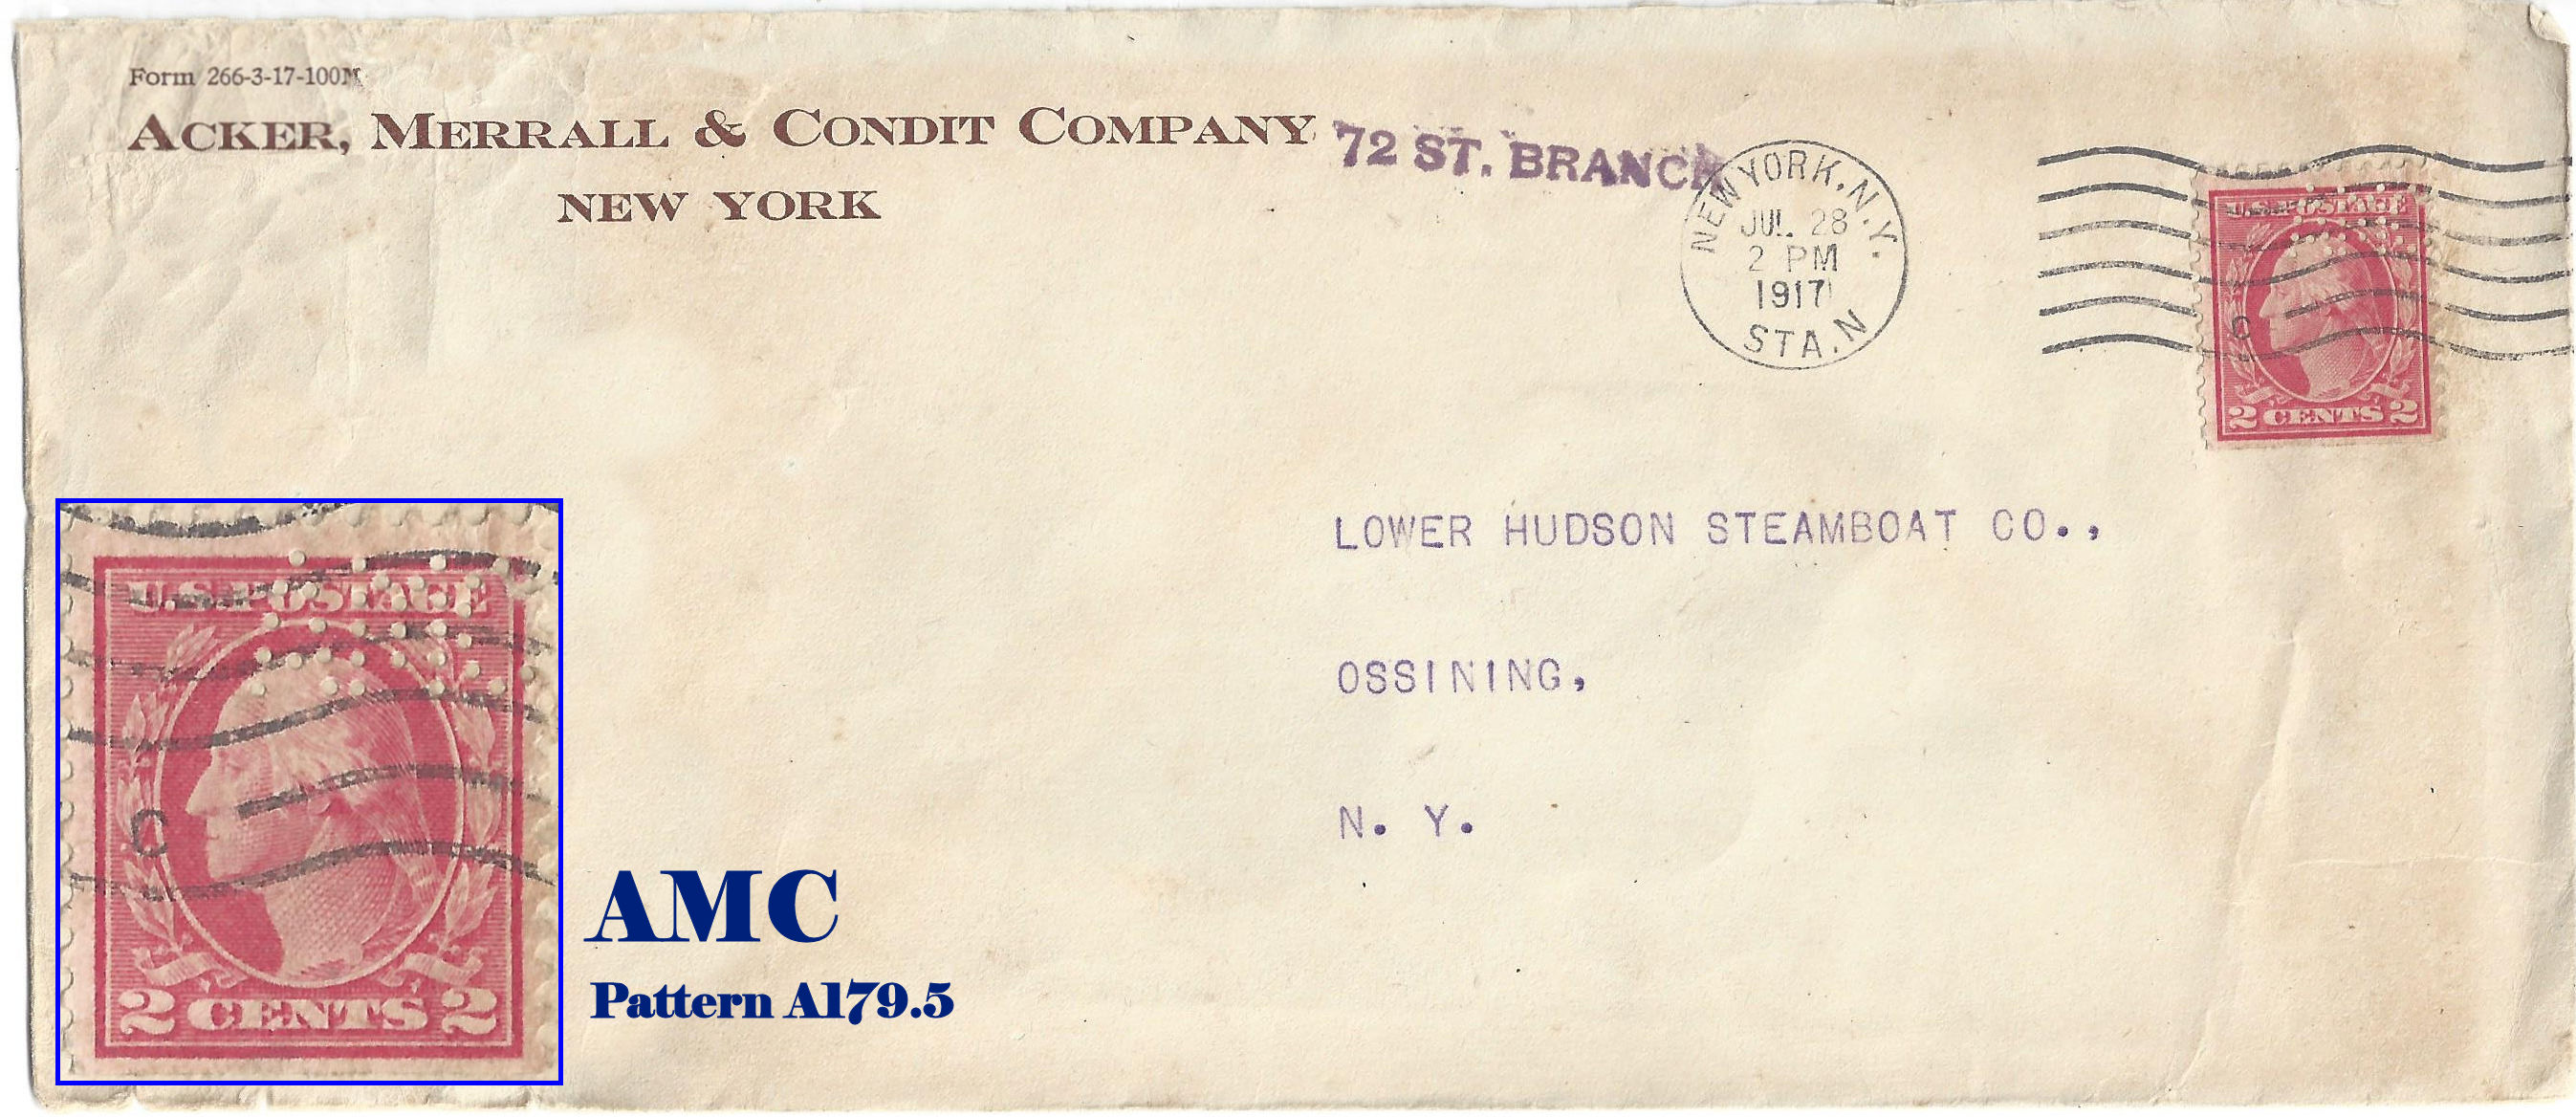 Form 266-3-17-100M
ACKER, MERRALL & CONDIT COMPANY
NEW YORK
72 ST. BRANCH
NEW YORK, N.Y.
JUL 28
2 PM
1917
STA. N
U.S. POSTAGE
2 CENTS 2
LOWER HUDSON STEAMBOAT CO.,
OSSINING,
N. Y.
U.S. POSTAGE
C
2 CENTS 2
AMC
Pattern A179.5